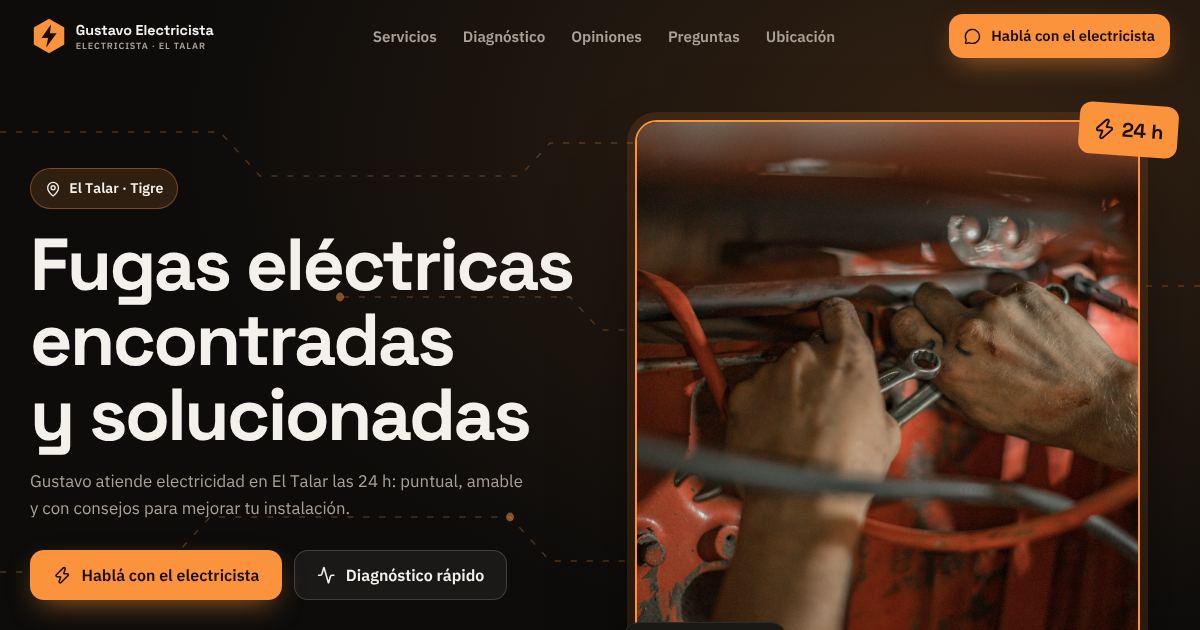 Gustavo Electricista
ELECTRICISTA · EL TALAR
Servicios
Diagnóstico
Opiniones
Preguntas
Ubicación
Hablá con el electricista
24 h
El Talar · Tigre
Fugas eléctricas
encontradas
y solucionadas
Gustavo atiende electricidad en El Talar las 24 h: puntual, amable
y con consejos para mejorar tu instalación.
Hablá con el electricista
Diagnóstico rápido